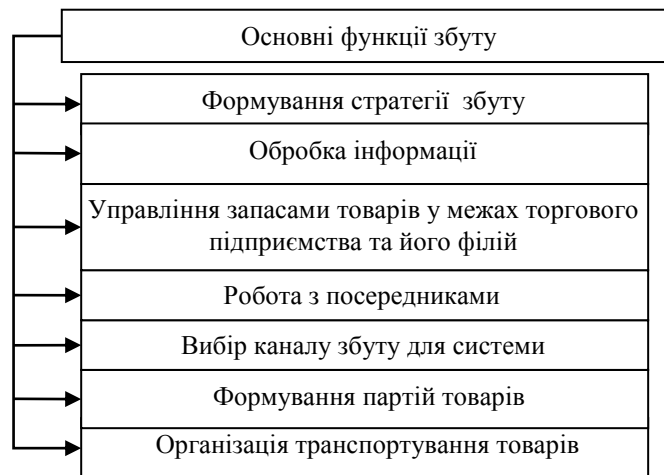 Основні функції збуту
Формування стратегії збуту
Обробка інформації
Управління запасами товарів у межах торгового
підприємства та його філій
Робота з посередниками
Вибір каналу збуту для системи
Формування партій товарів
Організація транспортування товарів